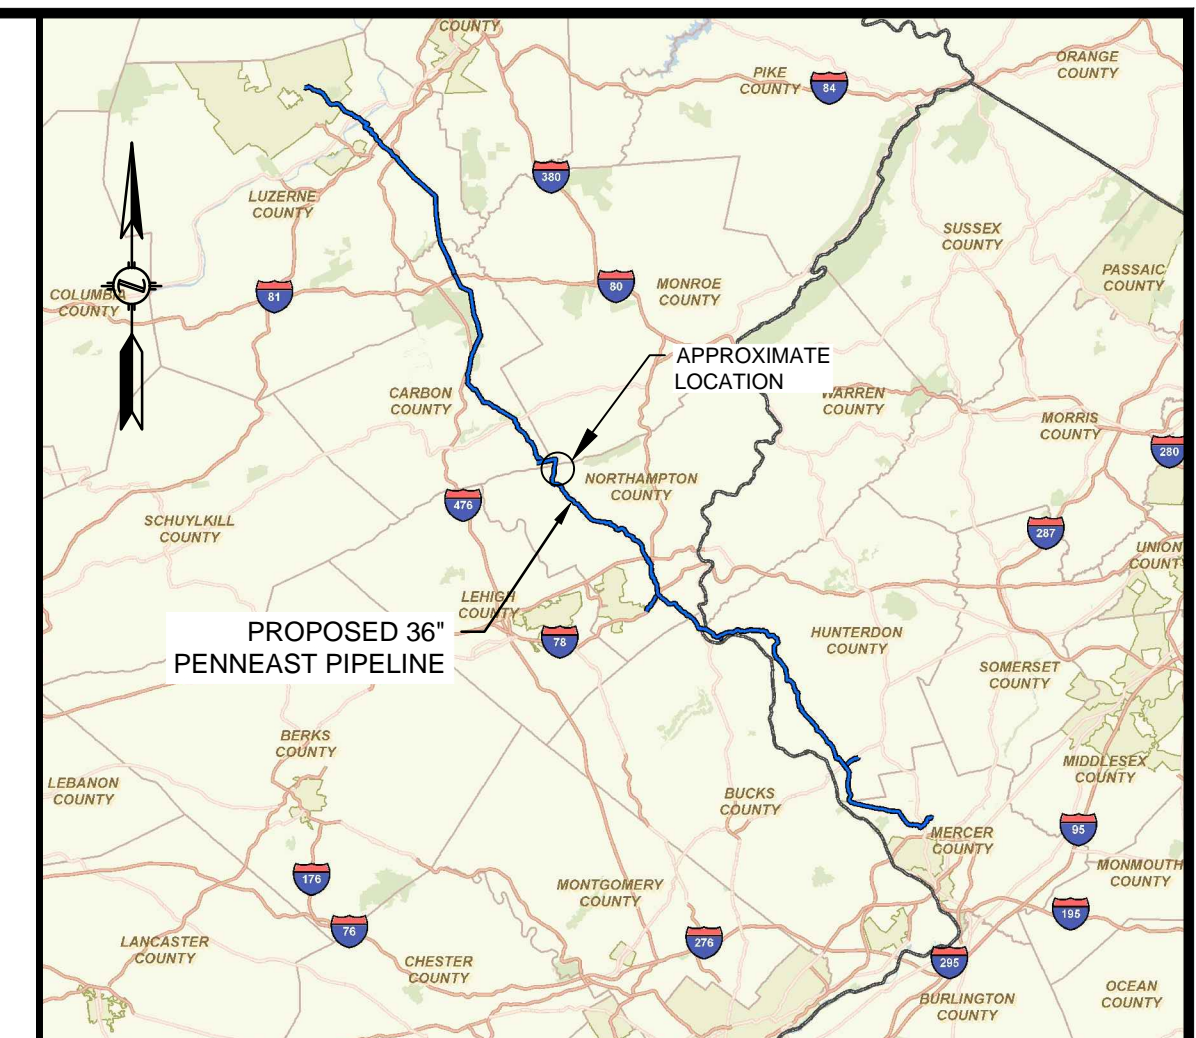 COUNTY
ORANGE
COUNTY
PIKE
COUNTY
84
380
LUZERNE
COUNTY
SUSSEX
COUNTY
PASSAIC
COUNTY
COLUMBIA
COUNTY
N
81
80
MONROE
COUNTY
APPROXIMATE
LOCATION
CARBON
COUNTY
WARREN
COUNTY
MORRIS
COUNTY
280
NORTHAMPTON
COUNTY
476
SCHUYLKILL
COUNTY
287
UNION
COUNT
LEHIGH
COUNTY
PROPOSED 36"
PENNEAST PIPELINE
78
HUNTERDON
COUNTY
SOMERSET
COUNTY
BERKS
COUNTY
MIDDLESEX
COUNTY
LEBANON
COUNTY
BUCKS
COUNTY
95
MERCER
COUNTY
MONMOUTH
COUNTY
176
MONTGOMERY
COUNTY
195
76
276
LANCASTER
COUNTY
CHESTER
COUNTY
295
BURLINGTON
COUNTY
OCEAN
COUNTY